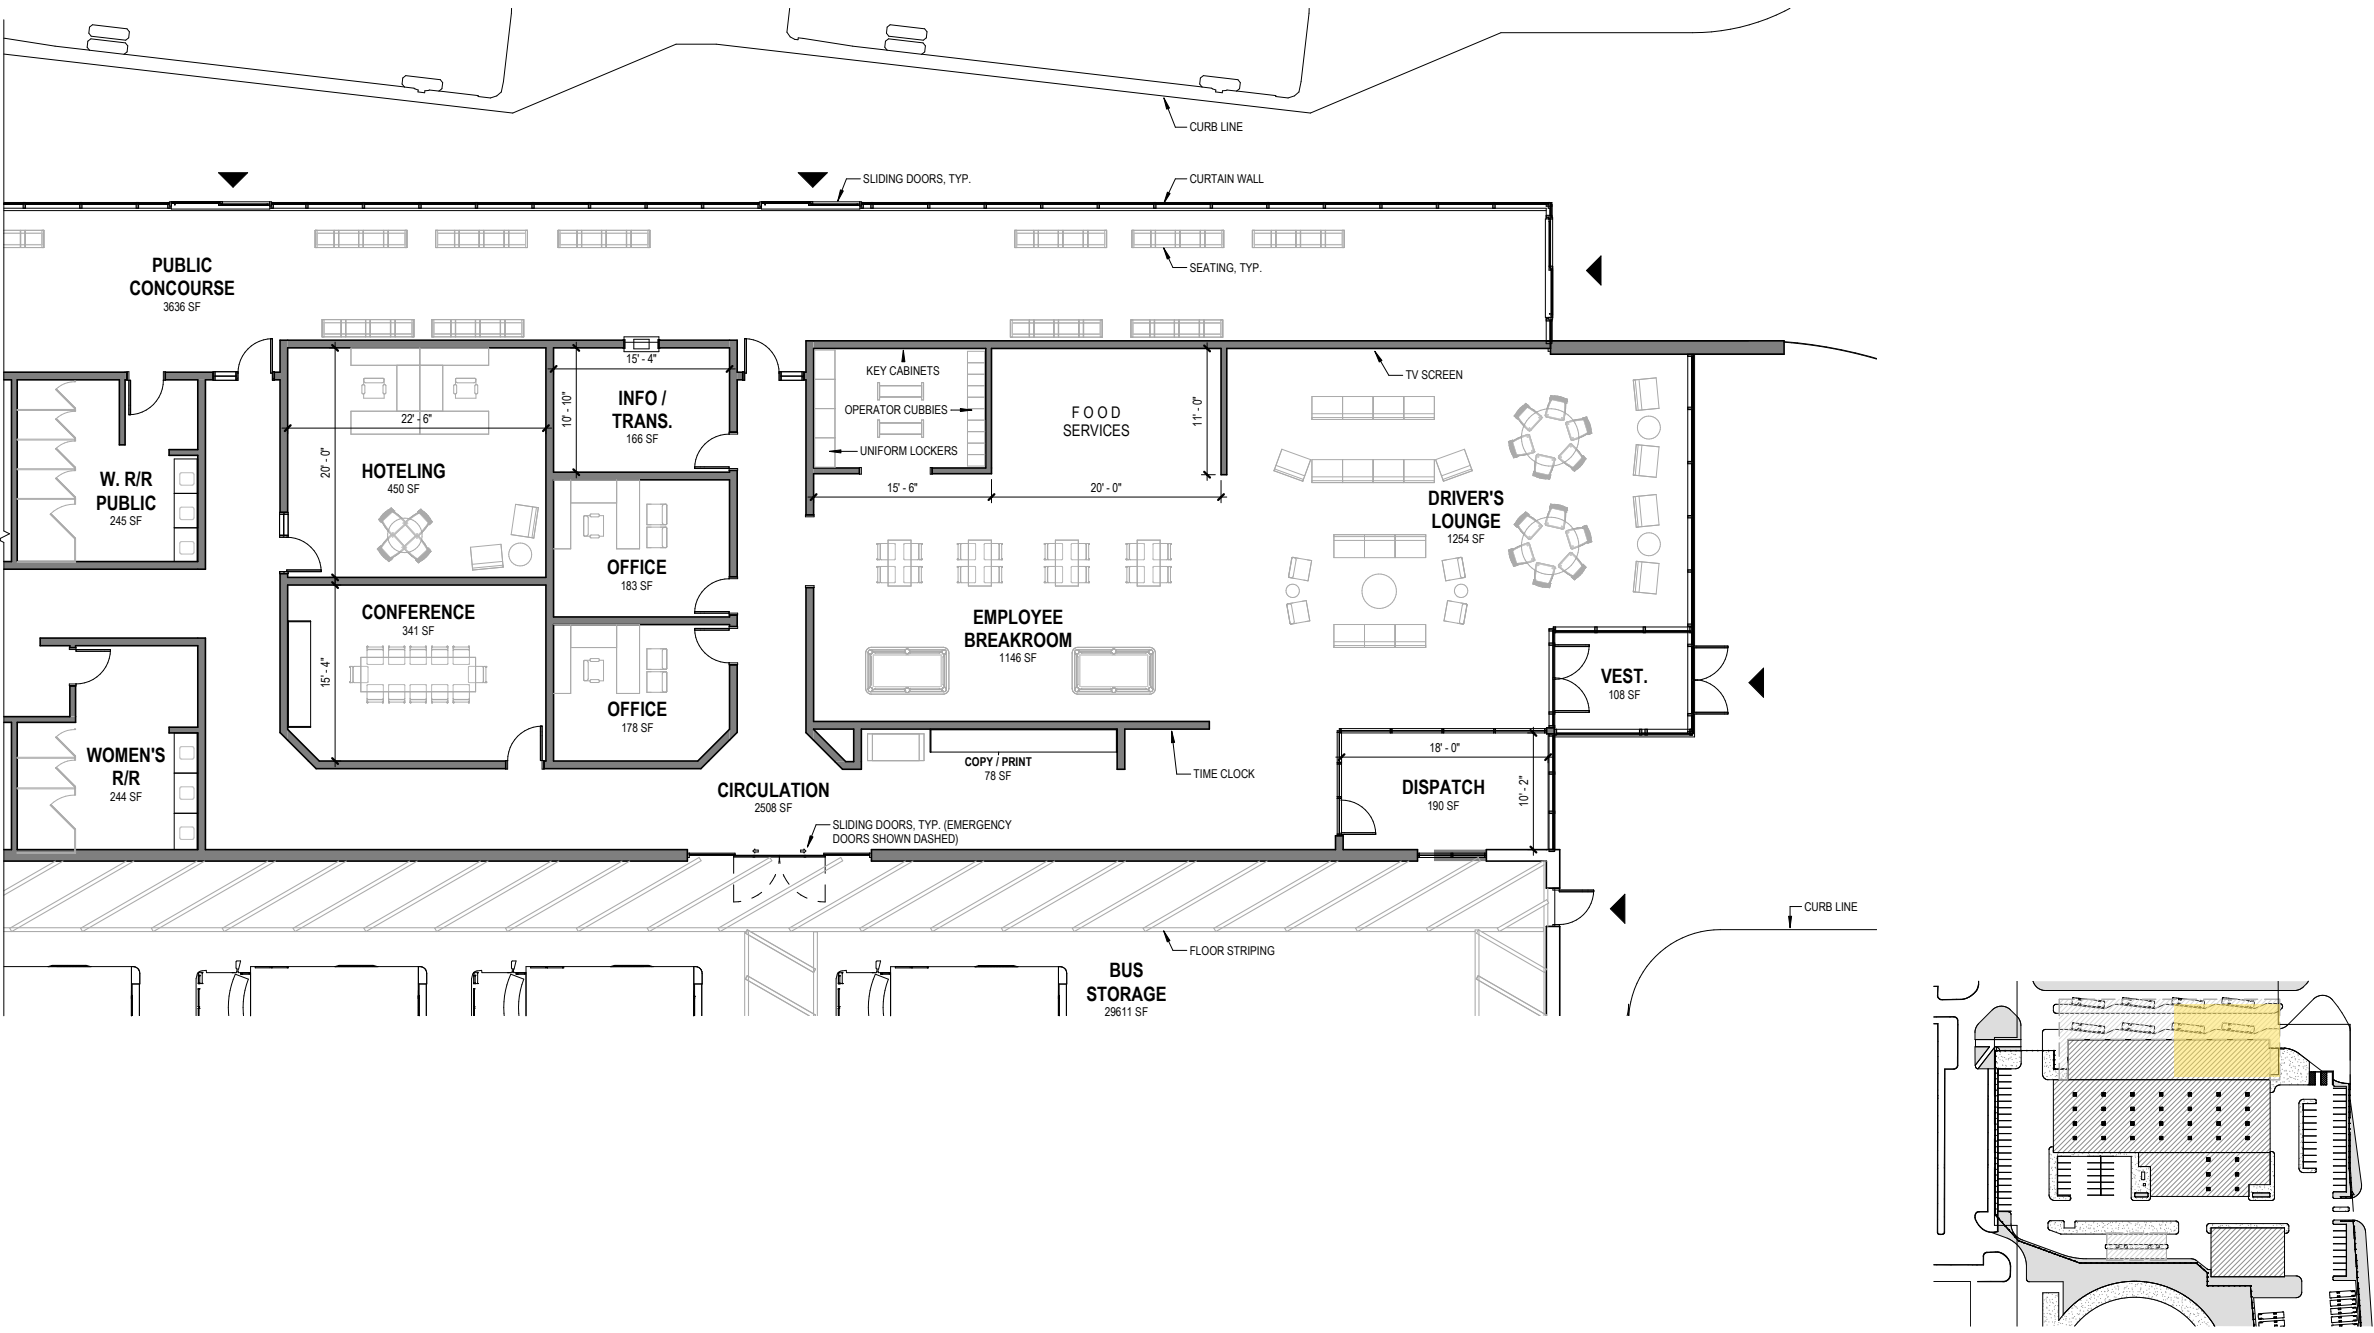 CURB LINE
SLIDING DOORS, TYP.
CURTAIN WALL
SEATING, TYP.
PUBLIC
CONCOURSE
3636 SF
15' - 4"
10' - 10"
INFO /
TRANS.
166 SF
22' - 6"
20' - 0"
HOTELING
450 SF
KEY CABINETS
OPERATOR CUBBIES
UNIFORM LOCKERS
FOOD
SERVICES
11' - 0"
TV SCREEN
15' - 6"
20' - 0"
W. R/R
PUBLIC
245 SF
DRIVER'S
LOUNGE
1254 SF
OFFICE
183 SF
CONFERENCE
341 SF
15' - 4"
EMPLOYEE
BREAKROOM
1146 SF
VEST.
108 SF
OFFICE
178 SF
WOMEN'S
R/R
244 SF
COPY / PRINT
78 SF
TIME CLOCK
18' - 0"
10' - 2"
DISPATCH
190 SF
CIRCULATION
2508 SF
SLIDING DOORS, TYP. (EMERGENCY
DOORS SHOWN DASHED)
CURB LINE
FLOOR STRIPING
BUS
STORAGE
29611 SF